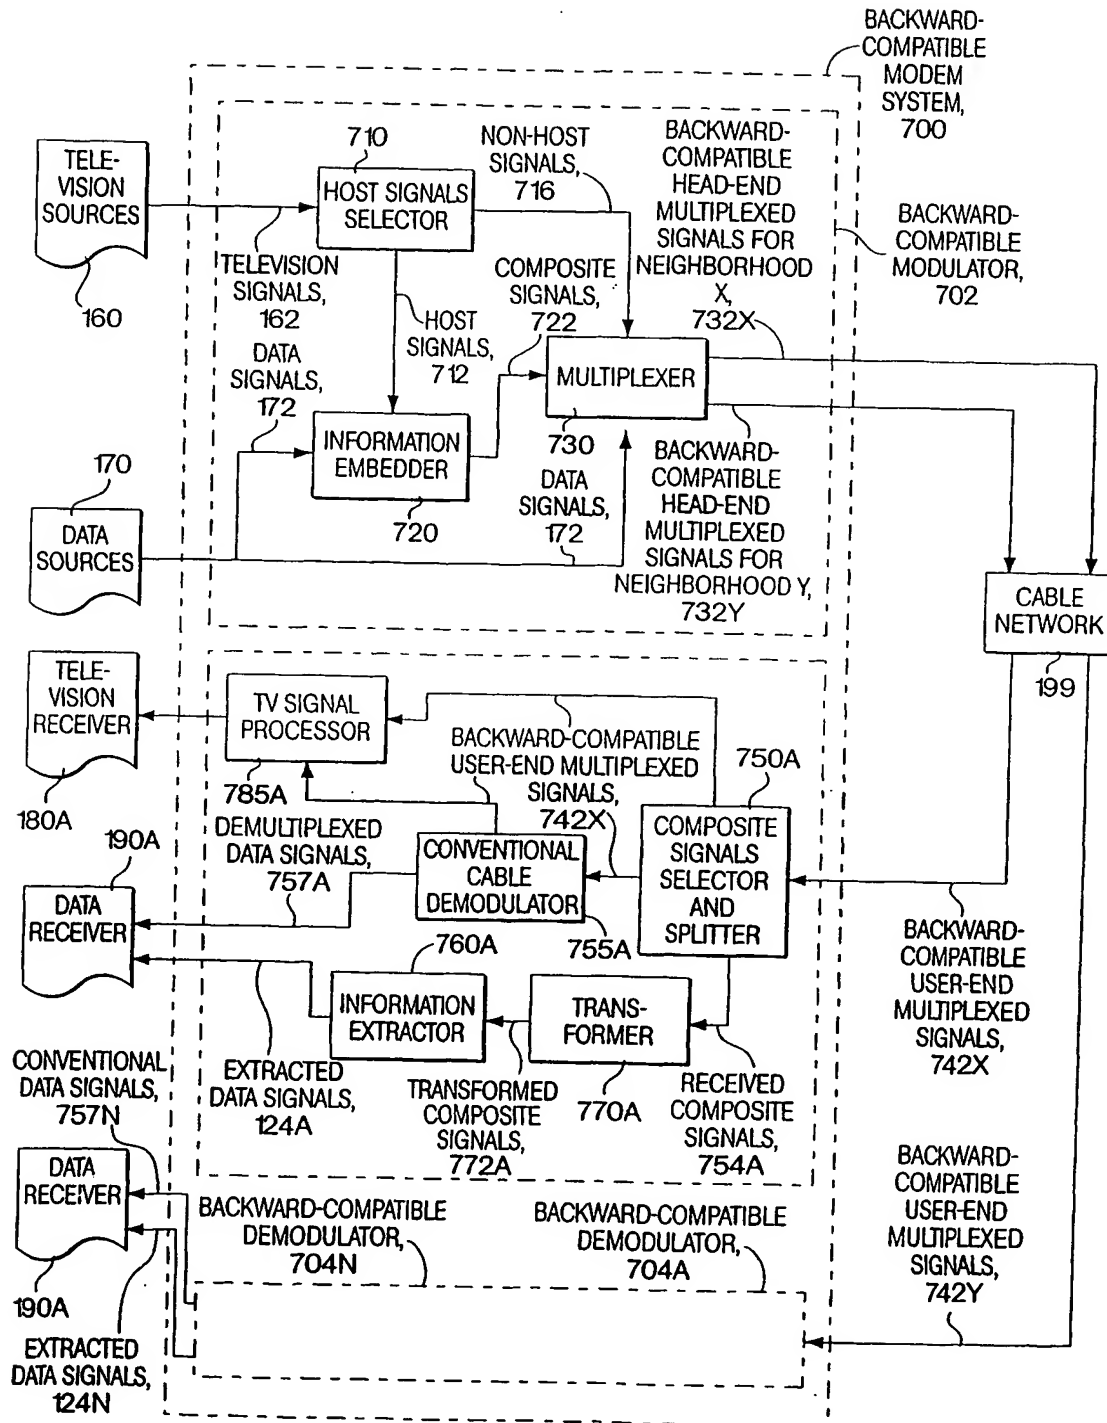 BACKWARD-
COMPATIBLE
MODEM
SYSTEM,
700
TELE-
VISION
SOURCES
160
710
HOST SIGNALS
SELECTOR
NON-HOST
SIGNALS,
716
BACKWARD-
COMPATIBLE
HEAD-END
MULTIPLEXED
SIGNALS FOR
NEIGHBORHOOD
X,
732X
BACKWARD-
COMPATIBLE
MODULATOR,
702
TELEVISION
SIGNALS,
162
HOST
SIGNALS,
712
COMPOSITE
SIGNALS,
722
DATA
SIGNALS,
172
MULTIPLEXER
730
INFORMATION
EMBEDDER
720
170
DATA
SOURCES
DATA
SIGNALS,
172
BACKWARD-
COMPATIBLE
HEAD-END
MULTIPLEXED
SIGNALS FOR
NEIGHBORHOOD Y,
732Y
CABLE
NETWORK
199
TELE-
VISION
RECEIVER
180A
TV SIGNAL
PROCESSOR
785A
BACKWARD-COMPATIBLE
USER-END MULTIPLEXED
SIGNALS,
742X
750A
COMPOSITE
SIGNALS
SELECTOR
AND
SPLITTER
190A
DATA
RECEIVER
DEMULTIPLEXED
DATA SIGNALS,
757A
CONVENTIONAL
CABLE
DEMODULATOR
755A
760A
INFORMATION
EXTRACTOR
TRANS-
FORMER
770A
BACKWARD-
COMPATIBLE
USER-END
MULTIPLEXED
SIGNALS,
742X
EXTRACTED
DATA SIGNALS,
124A
TRANSFORMED
COMPOSITE
SIGNALS,
772A
RECEIVED
COMPOSITE
SIGNALS,
754A
CONVENTIONAL
DATA SIGNALS,
757N
DATA
RECEIVER
190A
EXTRACTED
DATA SIGNALS,
124N
BACKWARD-COMPATIBLE
DEMODULATOR,
704N
BACKWARD-COMPATIBLE
DEMODULATOR,
704A
BACKWARD-
COMPATIBLE
USER-END
MULTIPLEXED
SIGNALS,
742Y